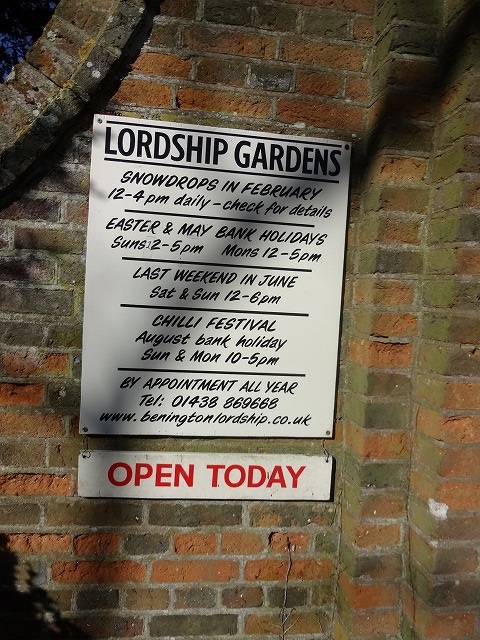 LORDSHIP GARDENS
SNOWDROPS IN FEBRUARY
12-4pm daily - check for details
EASTER & MAY BANK HOLIDAYS
Suns: 2-5pm Mons 12-5pm
LAST WEEKEND IN JUNE
Sat & Sun 12-6pm
CHILLI FESTIVAL
August bank holiday
Sun & Mon 10-5pm
BY APPOINTMENT ALL YEAR
Tel: 01438 869668
www.beningtonlordship.co.uk
OPEN TODAY